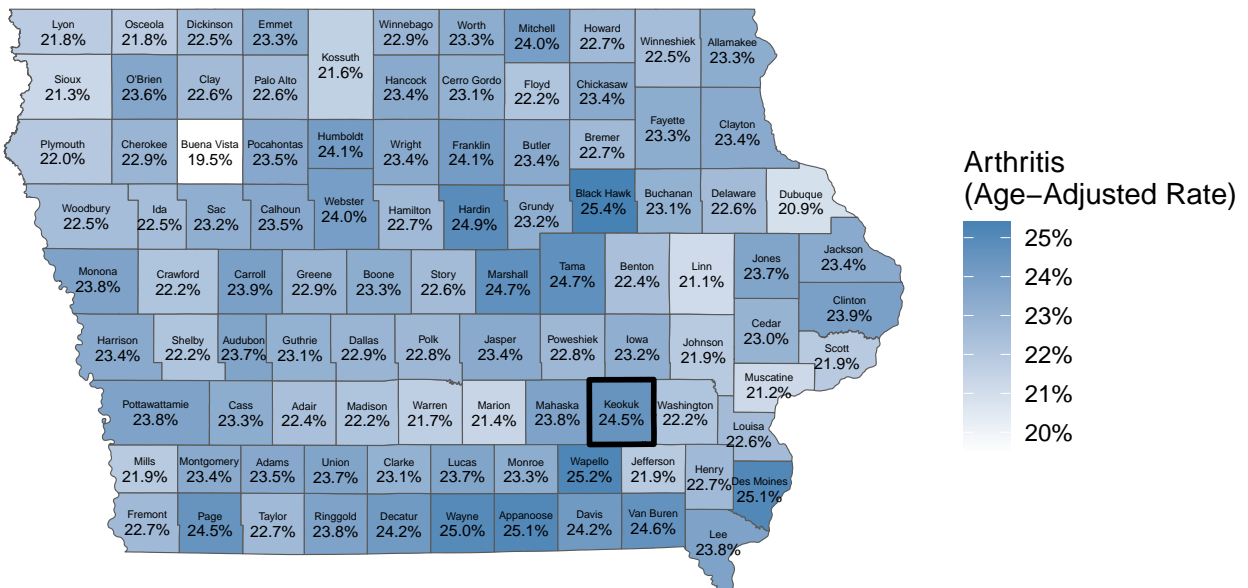 Lyon
21.8%
Osceola
21.8%
Dickinson
22.5%
Emmet
23.3%
Kossuth
21.6%
Winnebago
22.9%
Worth
23.3%
Mitchell
24.0%
Howard
22.7%
Winneshiek
22.5%
Allamakee
23.3%
Sioux
21.3%
O'Brien
23.6%
Clay
22.6%
Palo Alto
22.6%
Hancock
23.4%
Cerro Gordo
23.1%
Floyd
22.2%
Chickasaw
23.4%
Fayette
23.3%
Clayton
23.4%
Plymouth
22.0%
Cherokee
22.9%
Buena Vista
19.5%
Pocahontas
23.5%
Humboldt
24.1%
Wright
23.4%
Franklin
24.1%
Butler
23.4%
Bremer
22.7%
Woodbury
22.5%
Ida
22.5%
Sac
23.2%
Calhoun
23.5%
Webster
24.0%
Hamilton
22.7%
Hardin
24.9%
Grundy
23.2%
Black Hawk
25.4%
Buchanan
23.1%
Delaware
22.6%
Dubuque
20.9%
Monona
23.8%
Crawford
22.2%
Carroll
23.9%
Greene
22.9%
Boone
23.3%
Story
22.6%
Marshall
24.7%
Tama
24.7%
Benton
22.4%
Linn
21.1%
Jones
23.7%
Jackson
23.4%
Clinton
23.9%
Harrison
23.4%
Shelby
22.2%
Audubon
23.7%
Guthrie
23.1%
Dallas
22.9%
Polk
22.8%
Jasper
23.4%
Poweshiek
22.8%
Iowa
23.2%
Johnson
21.9%
Cedar
23.0%
Scott
21.9%
Muscatine
21.2%
Pottawattamie
23.8%
Cass
23.3%
Adair
22.4%
Madison
22.2%
Warren
21.7%
Marion
21.4%
Mahaska
23.8%
Keokuk
24.5%
Washington
22.2%
Louisa
22.6%
Mills
21.9%
Montgomery
23.4%
Adams
23.5%
Union
23.7%
Clarke
23.1%
Lucas
23.7%
Monroe
23.3%
Wapello
25.2%
Jefferson
21.9%
Henry
22.7%
Des Moines
25.1%
Fremont
22.7%
Page
24.5%
Taylor
22.7%
Ringgold
23.8%
Decatur
24.2%
Wayne
25.0%
Appanoose
25.1%
Davis
24.2%
Van Buren
24.6%
Lee
23.8%
Arthritis
(Age−Adjusted Rate)
25%
24%
23%
22%
21%
20%